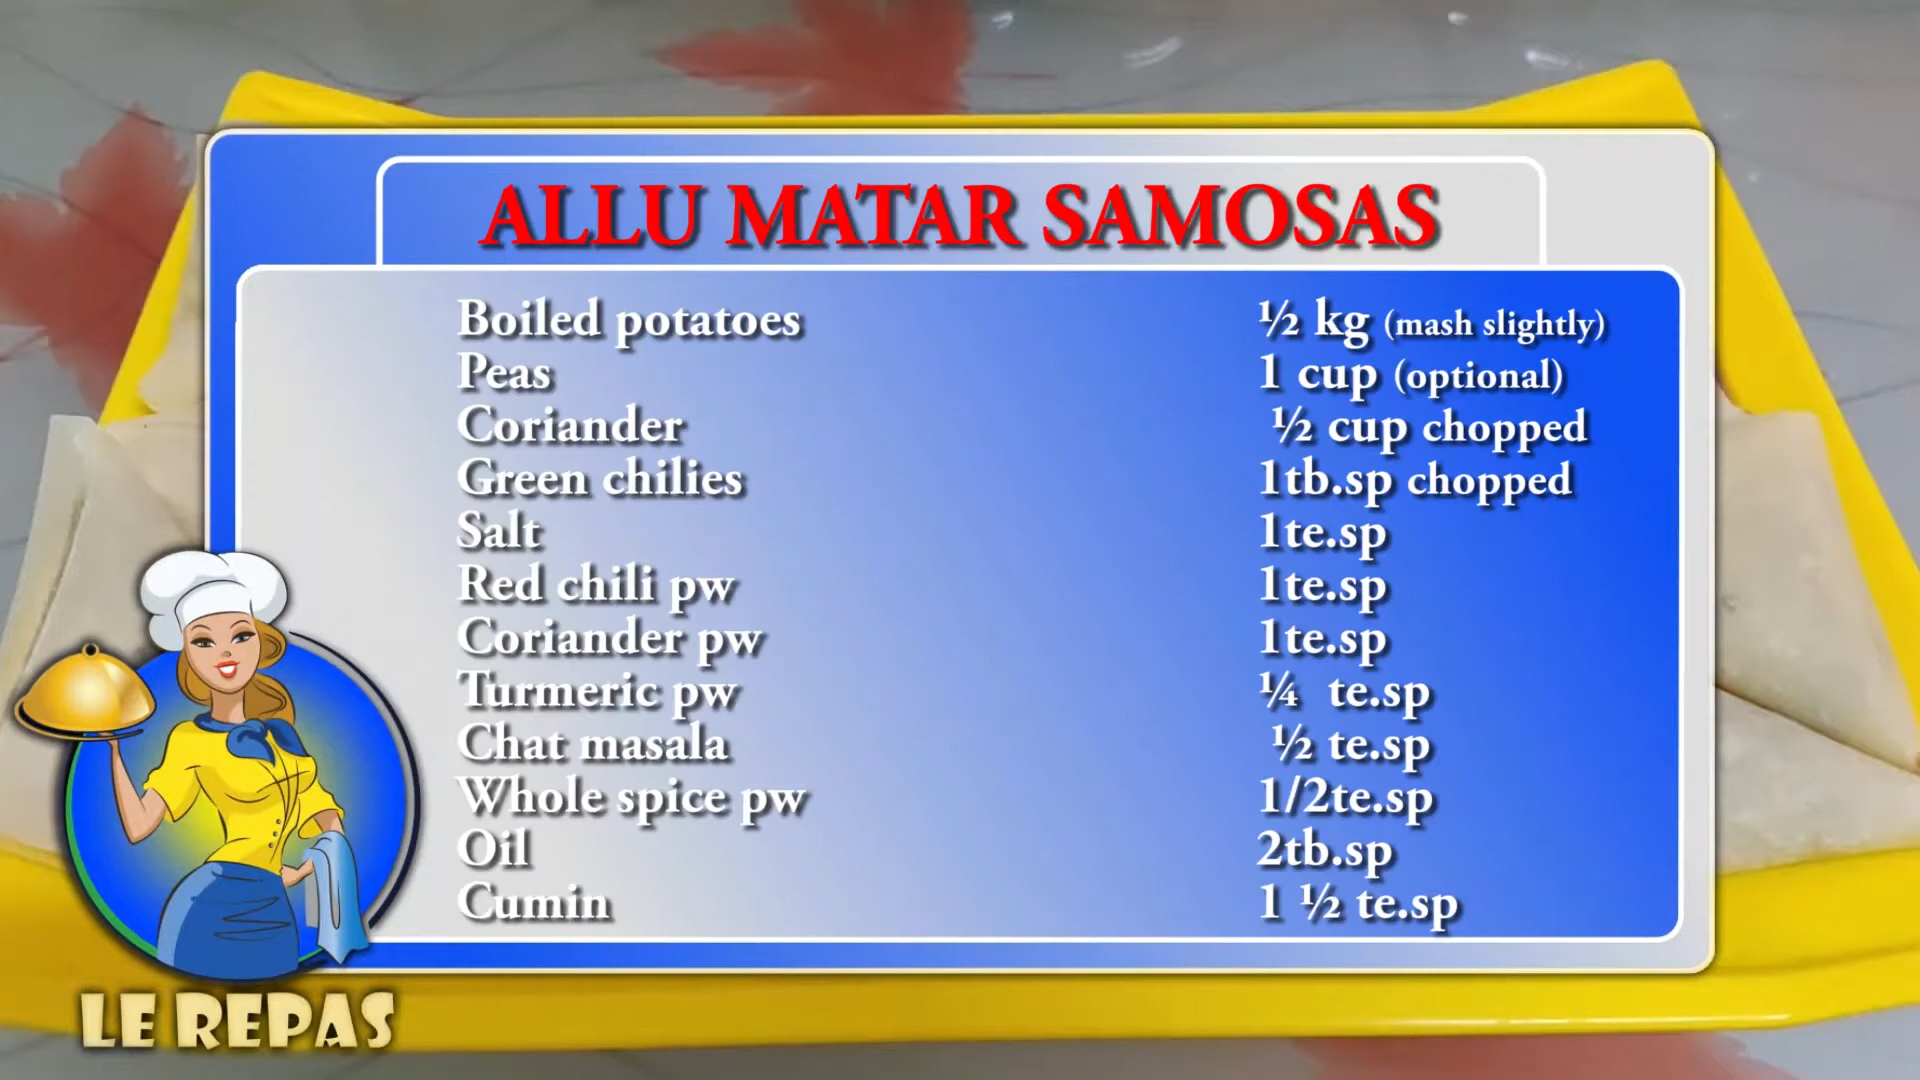 ALLU MATAR SAMOSAS
Boiled potatoes ½ kg (mash slightly)
Peas 1 cup (optional)
Coriander ½ cup chopped
Green chilies 1tb.sp chopped
Salt 1te.sp
Red chili pw 1te.sp
Coriander pw 1te.sp
Turmeric pw ¼ te.sp
Chat masala ½ te.sp
Whole spice pw 1/2te.sp
Oil 2tb.sp
Cumin 1 ½ te.sp
LE REPAS